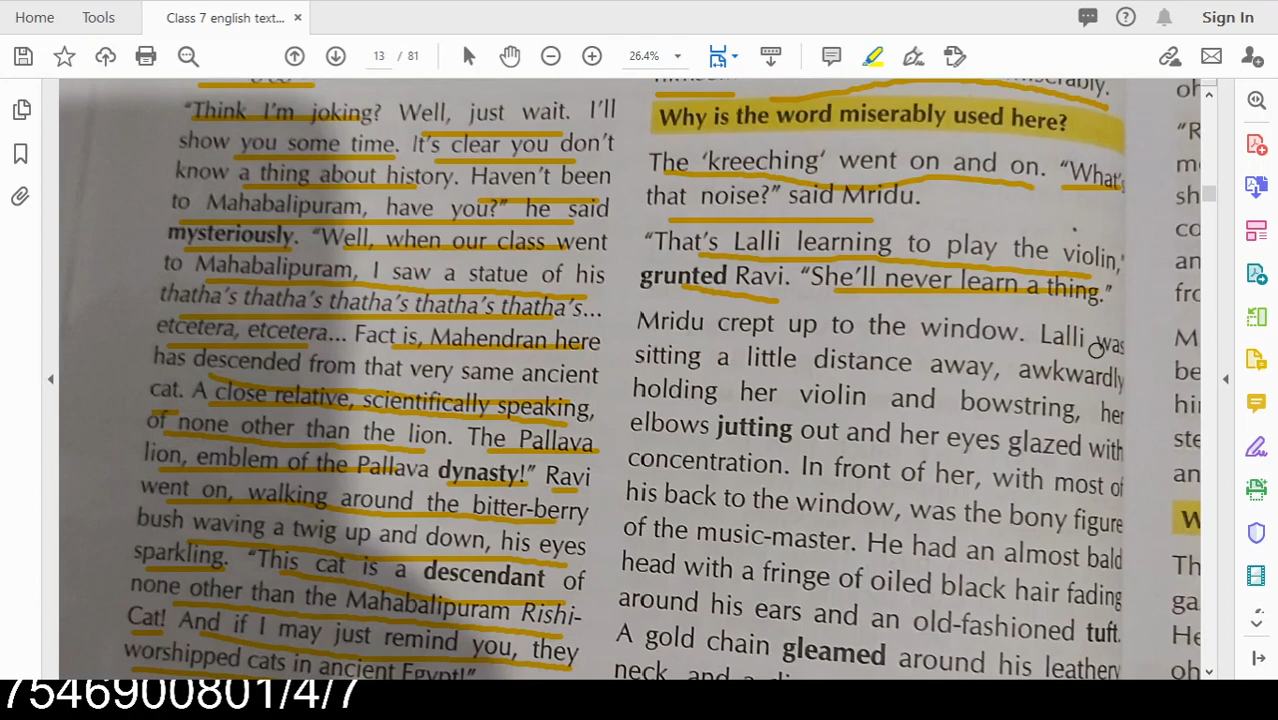 Home
Tools
Class 7 english text...
Sign In
13 / 81
26.4%
"Think I'm joking? Well, just wait. I'll
show you some time. It's clear you don't
know a thing about history. Haven't been
to Mahabalipuram, have you?" he said
mysteriously. "Well, when our class went
to Mahabalipuram, I saw a statue of his
thatha's thatha's thatha's thatha's thatha's...
etcetera, etcetera... Fact is, Mahendran here
has descended from that very same ancient
cat. A close relative, scientifically speaking,
of none other than the lion. The Pallava
lion, emblem of the Pallava dynasty!" Ravi
went on, walking around the bitter-berry
bush waving a twig up and down, his eyes
sparkling. "This cat is a descendant of
none other than the Mahabalipuram Rishi-
Cat! And if I may just remind you, they
worshipped cats in ancient Egypt!"
Why is the word miserably used here?
The 'kreeching' went on and on. "What's
that noise?" said Mridu.
"That's Lalli learning to play the violin,"
grunted Ravi. "She'll never learn a thing."
Mridu crept up to the window. Lalli was
sitting a little distance away, awkwardly
holding her violin and bowstring, her
elbows jutting out and her eyes glazed with
concentration. In front of her, with most of
his back to the window, was the bony figure
of the music-master. He had an almost bald
head with a fringe of oiled black hair fading
around his ears and an old-fashioned tuft.
A gold chain gleamed around his leathery
neck, and a
7546900801/4/7